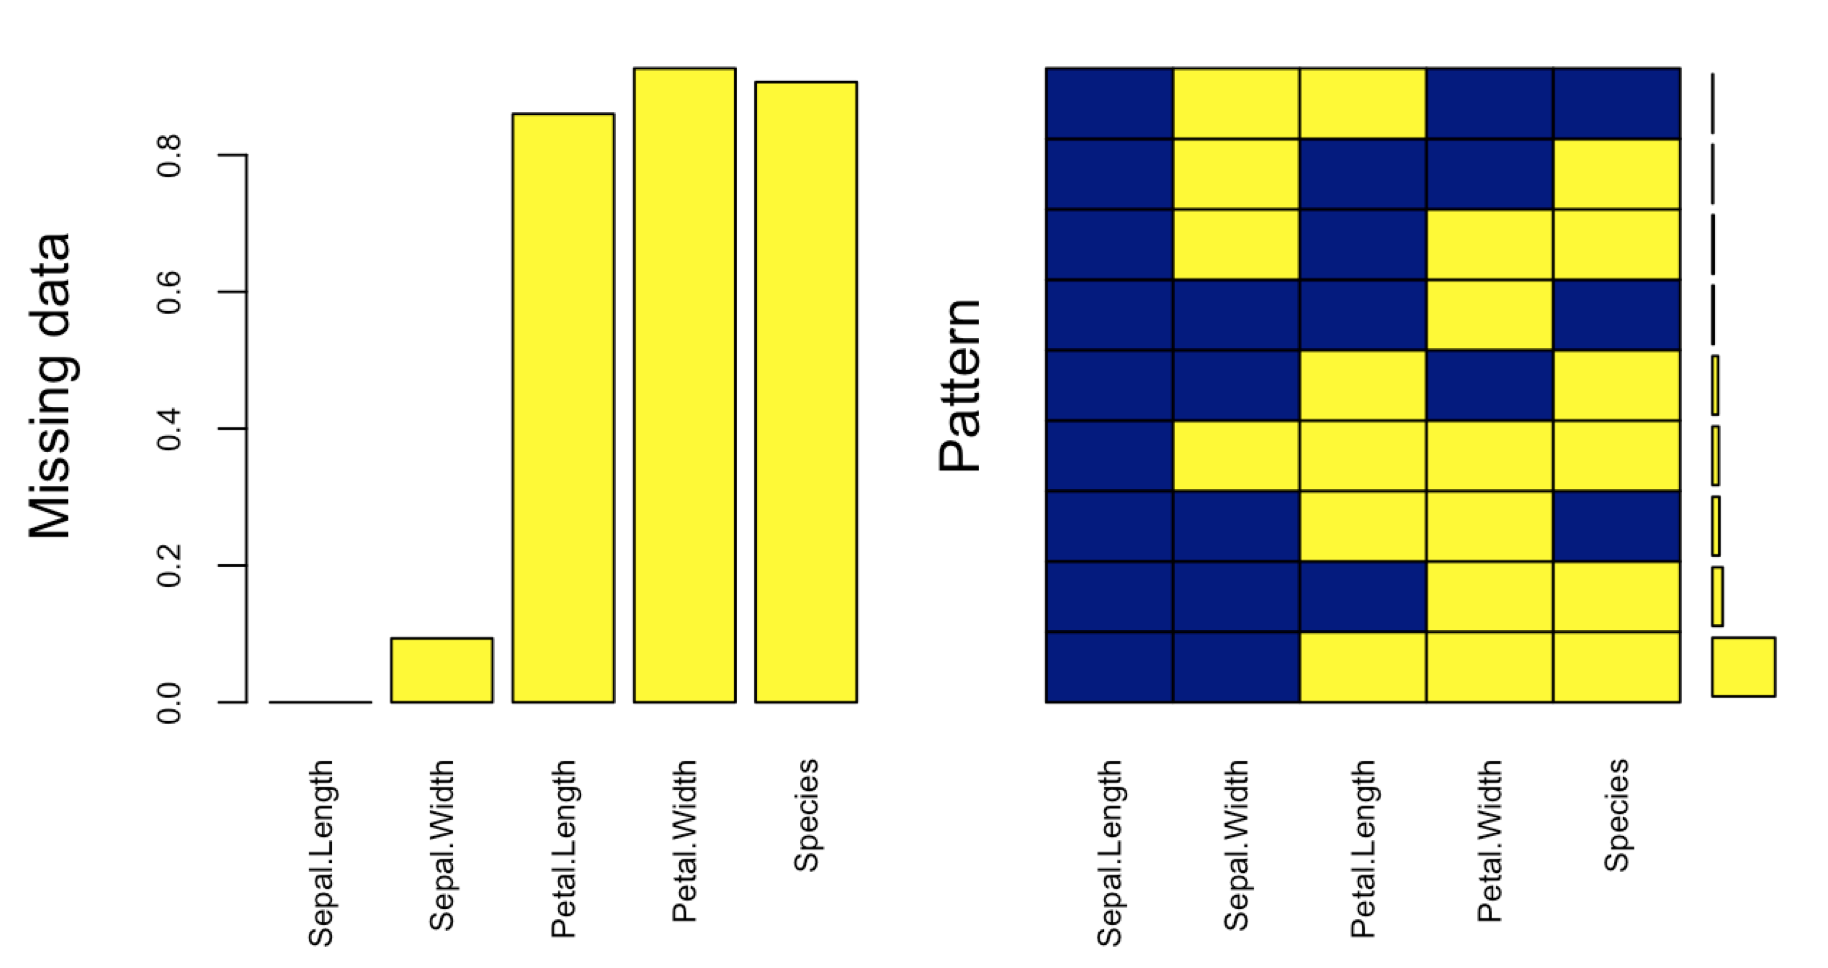 Missing data
0.8
0.6
0.4
0.2
0.0
Sepal.Length
Sepal.Width
Petal.Length
Petal.Width
Species
Pattern
Sepal.Length
Sepal.Width
Petal.Length
Petal.Width
Species